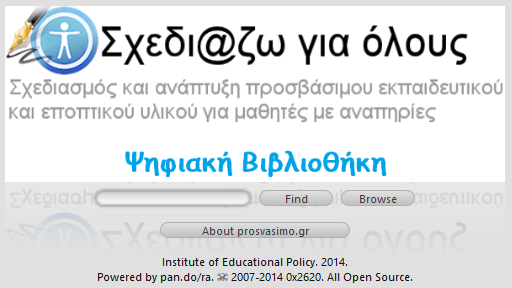 Σχεδι@ζω για όλους
Σχεδιασμός και ανάπτυξη προσβάσιμου εκπαιδευτικού
και εποπτικού υλικού για μαθητές με αναπηρίες
Ψηφιακή Βιβλιοθήκη
Find Browse
About prosvasimo.gr
Institute of Educational Policy. 2014.
Powered by pan.do/ra. 2007-2014 0x2620. All Open Source.